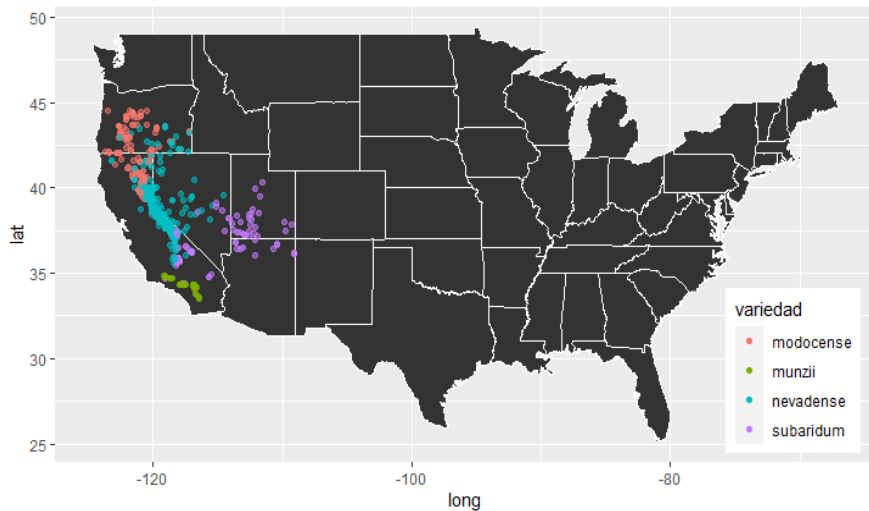 50
45
40
35
30
25
lat
-120
-100
-80
long
variedad
modocense
munzii
nevadense
subaridum